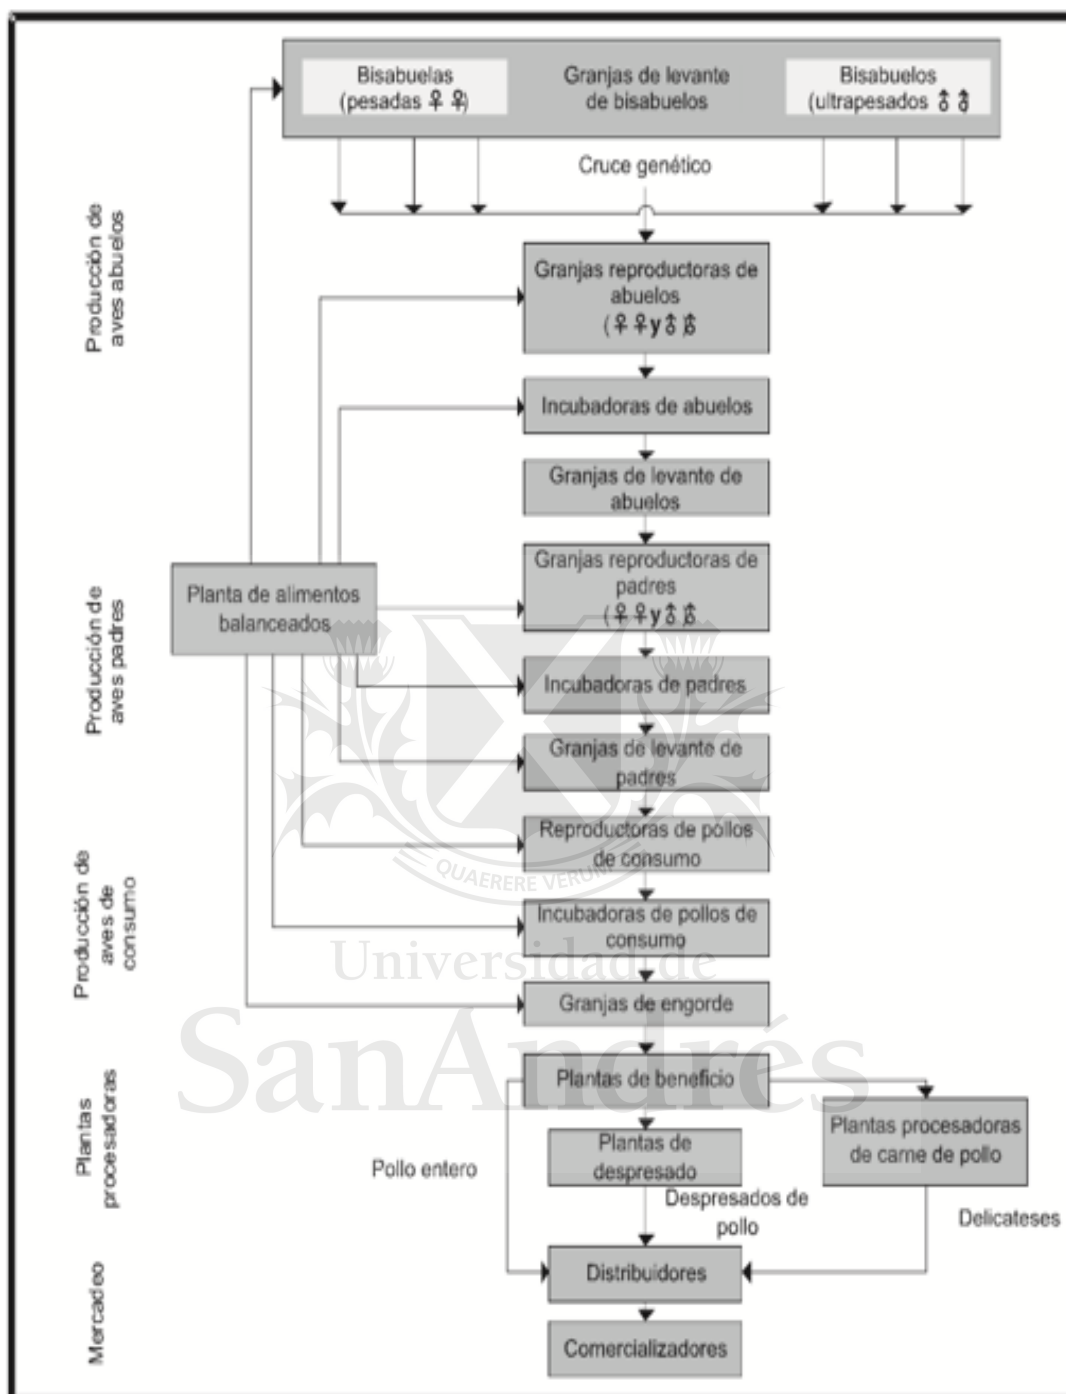 Bisabuelas
(pesadas ♀ ♀)
Granjas de levante
de bisabuelos
Bisabuelos
(ultrapesados ♂ ♂)
Cruce genético
Producción de
aves abuelos
Granjas reproductoras de
abuelos
(♀ ♀ y ♂ ♂)
Incubadoras de abuelos
Granjas de levante de
abuelos
Granjas reproductoras de
padres
(♀ ♀ y ♂ ♂)
Planta de alimentos
balanceados
Producción de
aves padres
Incubadoras de padres
Granjas de levante de
padres
Reproductoras de pollos
de consumo
QUAERERE VERUM
Producción de
aves de
consumo
Incubadoras de pollos de
consumo
Universidad de
SanAndrés
Granjas de engorde
Plantas
procesadoras
Plantas de beneficio
Plantas procesadoras
de carne de pollo
Plantas de
despresado
Pollo entero
Despresados de
pollo
Delicateses
Mercadeo
Distribuidores
Comercializadores